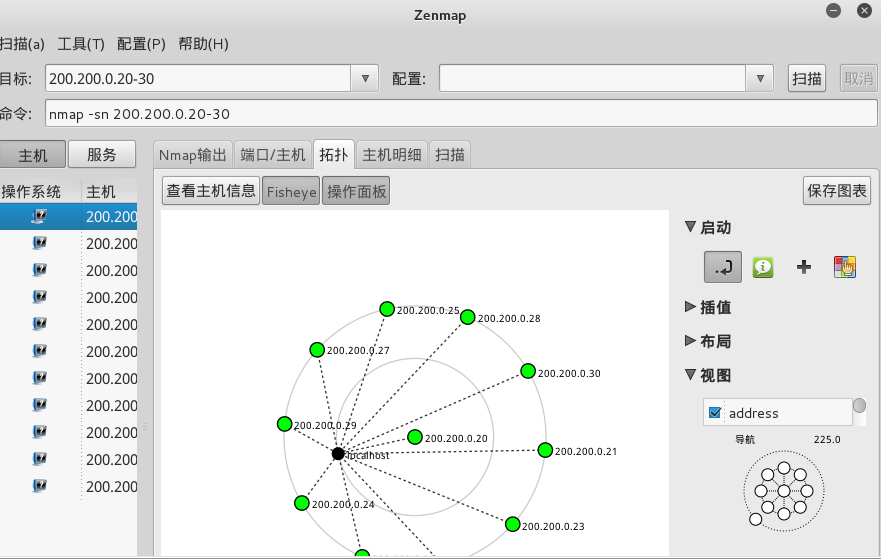 Zenmap
扫描(a) 工具(T) 配置(P) 帮助(H)
目标: 200.200.0.20-30 配置: 扫描 取消
命令: nmap -sn 200.200.0.20-30
主机 服务 Nmap输出 端口/主机 拓扑 主机明细 扫描
操作系统 主机
200.200
200.200
200.200
200.200
200.200
200.200
200.200
200.200
200.200
200.200
200.200
查看主机信息 Fisheye 操作面板 保存图表
200.200.0.25
200.200.0.28
200.200.0.27
200.200.0.30
200.200.0.29
200.200.0.20
200.200.0.21
localhost
200.200.0.24
200.200.0.23
启动
插值
布局
视图
address
导航 225.0